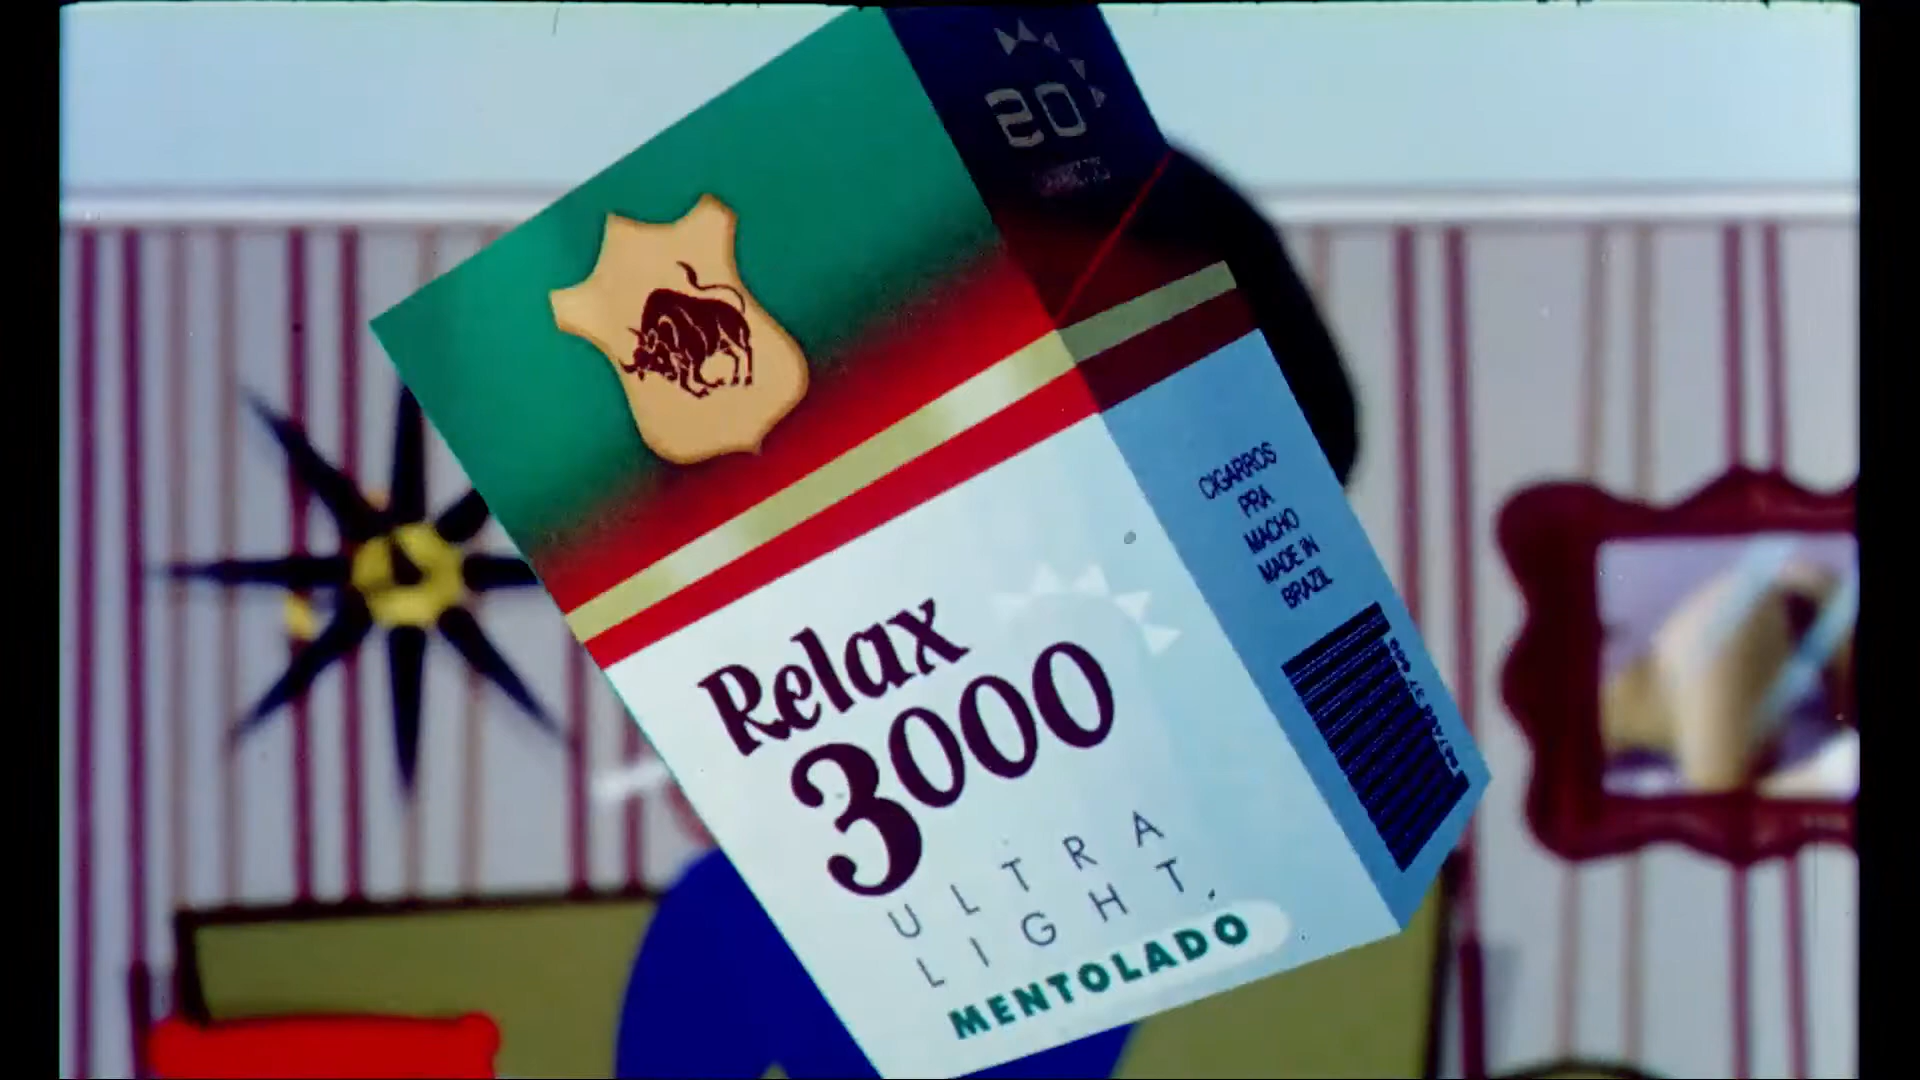 20
Relax
3000
ULTRA
LIGHT.
MENTOLADO
CIGARROS
PRA
MACHO
MADE IN
BRAZIL